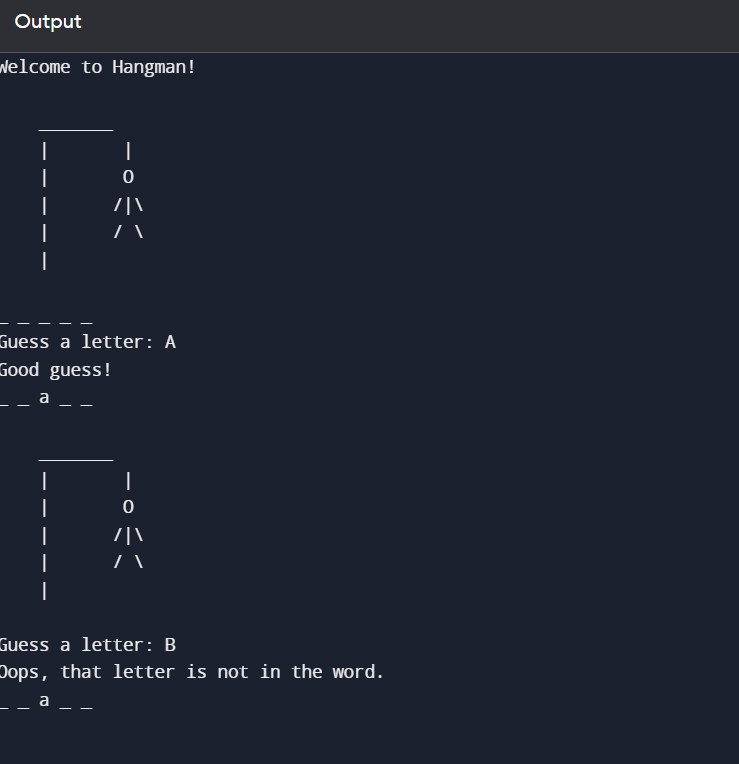 Output
Welcome to Hangman!
_______
|       |
|       O
|      /|\
|      / \
|
_ _ _ _ _
Guess a letter: A
Good guess!
_ _ a _ _
_______
|       |
|       O
|      /|\
|      / \
|
Guess a letter: B
Oops, that letter is not in the word.
_ _ a _ _